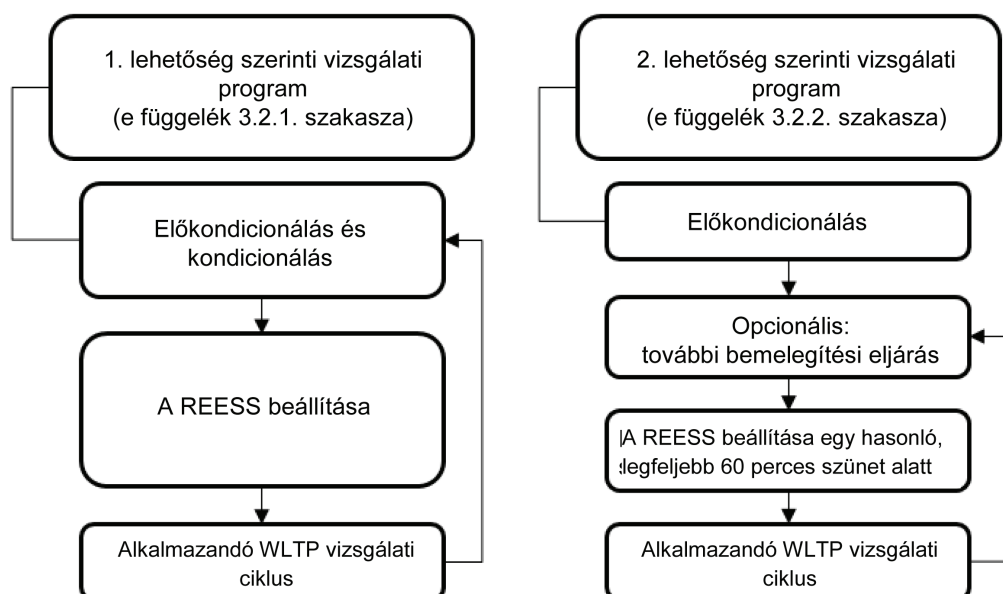 1. lehetőség szerinti vizsgálati
program
(e függelék 3.2.1. szakasza)
Előkondicionálás és
kondicionálás
A REESS beállítása
Alkalmazandó WLTP vizsgálati
ciklus
2. lehetőség szerinti vizsgálati
program
(e függelék 3.2.2. szakasza)
Előkondicionálás
Opcionális:
további bemelegítési eljárás
A REESS beállítása egy hasonló,
legfeljebb 60 perces szünet alatt
Alkalmazandó WLTP vizsgálati
ciklus